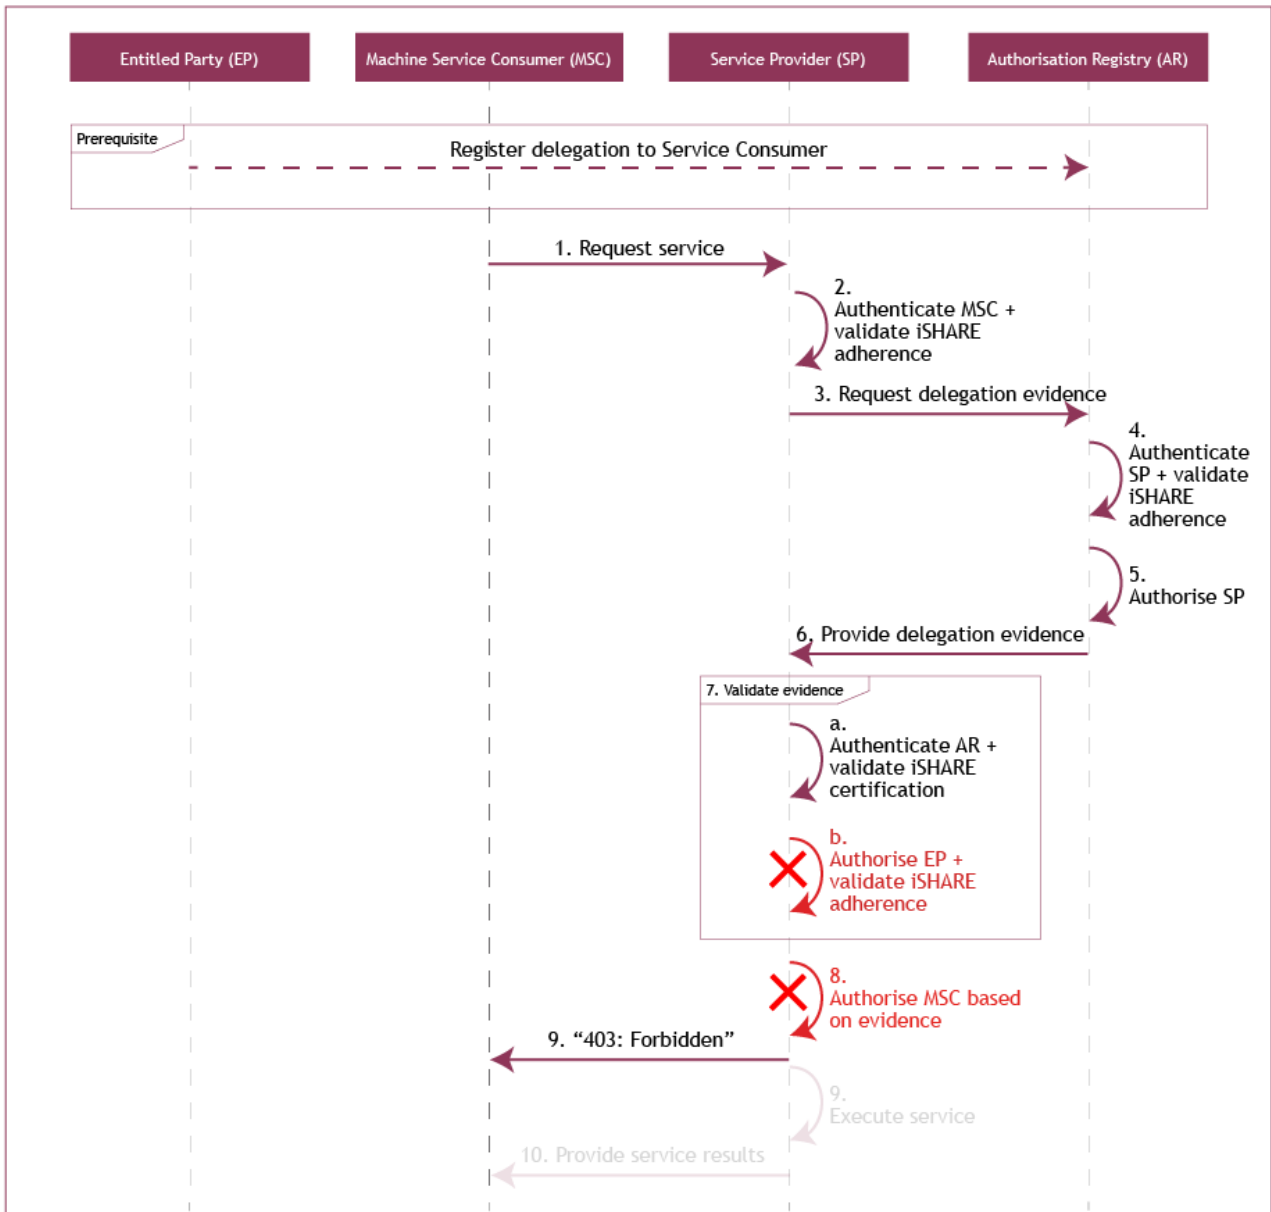 Entitled Party (EP)
Machine Service Consumer (MSC)
Service Provider (SP)
Authorisation Registry (AR)
Prerequisite
Register delegation to Service Consumer
1. Request service
2.
Authenticate MSC +
validate iSHARE
adherence
3. Request delegation evidence
4.
Authenticate
SP + validate
iSHARE
adherence
5.
Authorise SP
6. Provide delegation evidence
7. Validate evidence
a.
Authenticate AR +
validate iSHARE
certification
b.
Authorise EP +
validate iSHARE
adherence
8.
Authorise MSC based
on evidence
9. “403: Forbidden”
9.
Execute service
10. Provide service results